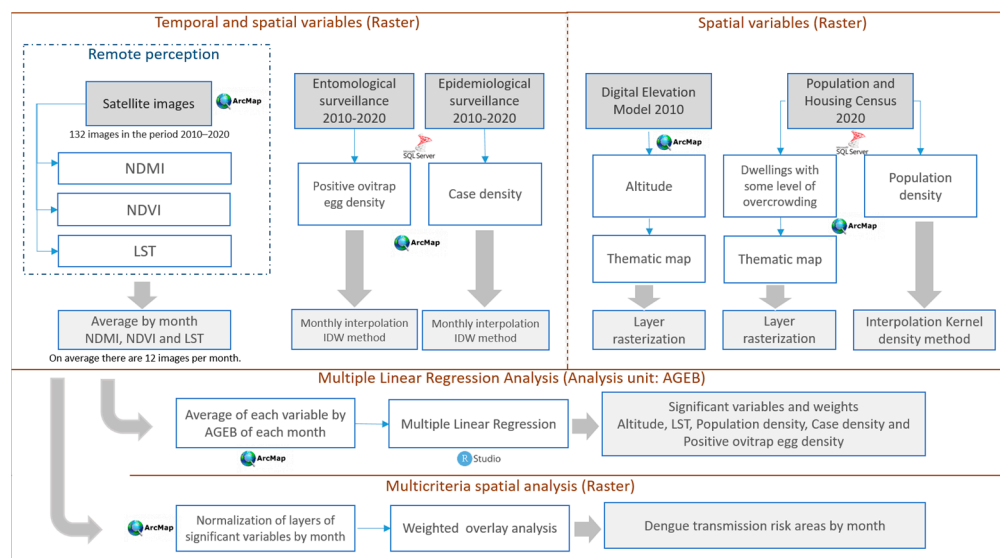 Temporal and spatial variables (Raster)
Spatial variables (Raster)
Remote perception
Satellite images
ArcMap
132 images in the period 2010–2020
NDMI
NDVI
LST
Average by month
NDMI, NDVI and LST
On average there are 12 images per month.
Entomological
surveillance
2010-2020
Epidemiological
surveillance
2010-2020
SQL Server
Positive ovitrap
egg density
Case density
ArcMap
Monthly interpolation
IDW method
Monthly interpolation
IDW method
Digital Elevation
Model 2010
ArcMap
Altitude
Thematic map
Layer
rasterization
Population and
Housing Census
2020
SQL Server
Dwellings with
some level of
overcrowding
Population
density
ArcMap
Thematic map
Layer
rasterization
Interpolation Kernel
density method
Multiple Linear Regression Analysis (Analysis unit: AGEB)
Average of each variable by
AGEB of each month
ArcMap
Multiple Linear Regression
R Studio
Significant variables and weights
Altitude, LST, Population density, Case density and
Positive ovitrap egg density
Multicriteria spatial analysis (Raster)
ArcMap
Normalization of layers of
significant variables by month
Weighted overlay analysis
Dengue transmission risk areas by month